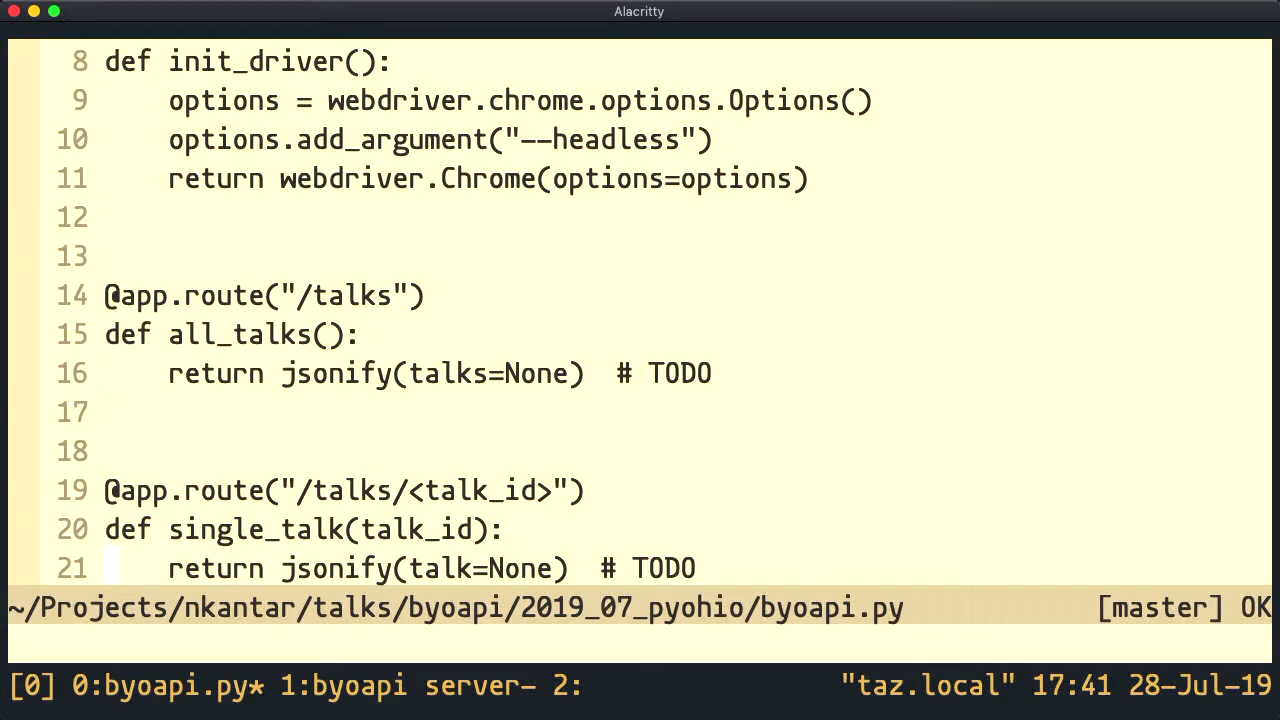 Alacritty
8 def init_driver():
9     options = webdriver.chrome.options.Options()
10     options.add_argument("--headless")
11     return webdriver.Chrome(options=options)
12
13
14 @app.route("/talks")
15 def all_talks():
16     return jsonify(talks=None)  # TODO
17
18
19 @app.route("/talks/<talk_id>")
20 def single_talk(talk_id):
21     return jsonify(talk=None)  # TODO
~/Projects/nkantar/talks/byoapi/2019_07_pyohio/byoapi.py [master] OK
[0] 0:byoapi.py* 1:byoapi server- 2: "taz.local" 17:41 28-Jul-19